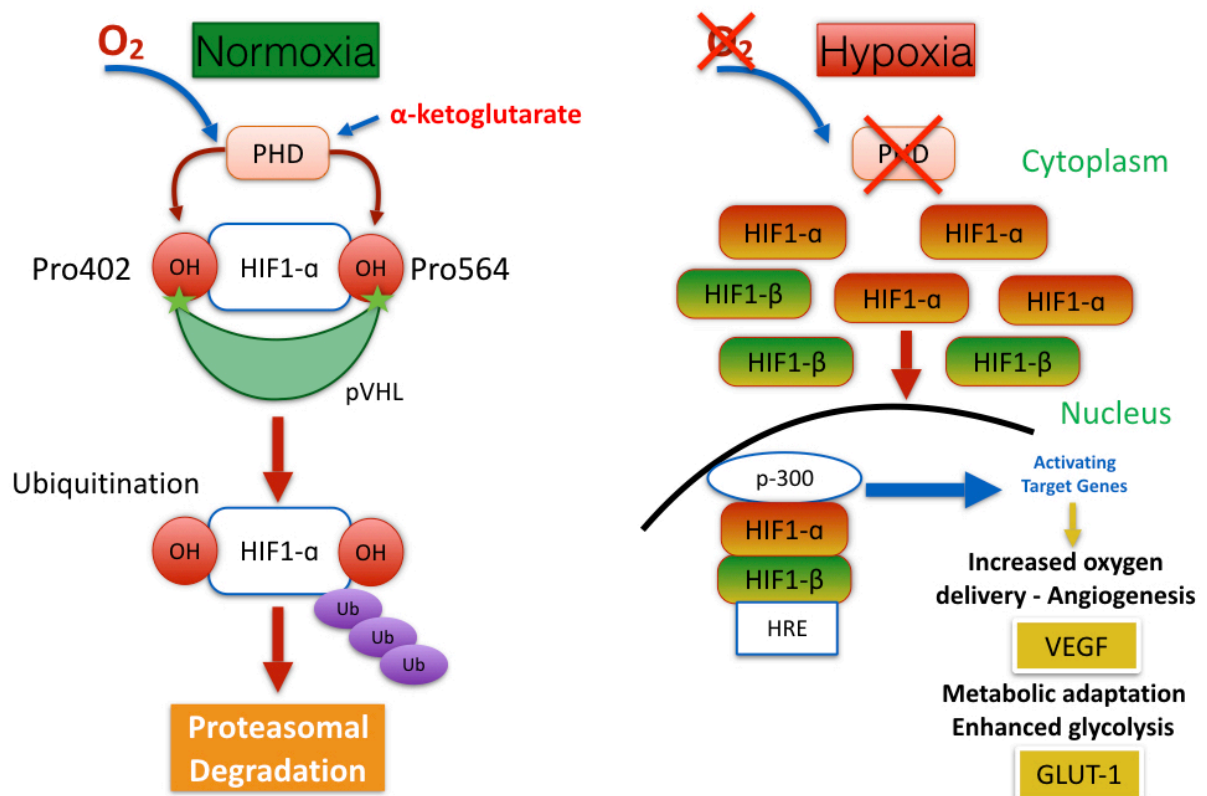 O₂
Normoxia
α-ketoglutarate
PHD
Pro402
OH
HIF1-α
OH
Pro564
pVHL
Ubiquitination
OH
HIF1-α
OH
Ub
Ub
Ub
Proteasomal
Degradation
O₂
Hypoxia
PHD
Cytoplasm
HIF1-α
HIF1-α
HIF1-β
HIF1-α
HIF1-α
HIF1-β
HIF1-β
Nucleus
p-300
HIF1-α
HIF1-β
HRE
Activating
Target Genes
Increased oxygen
delivery - Angiogenesis
VEGF
Metabolic adaptation
Enhanced glycolysis
GLUT-1